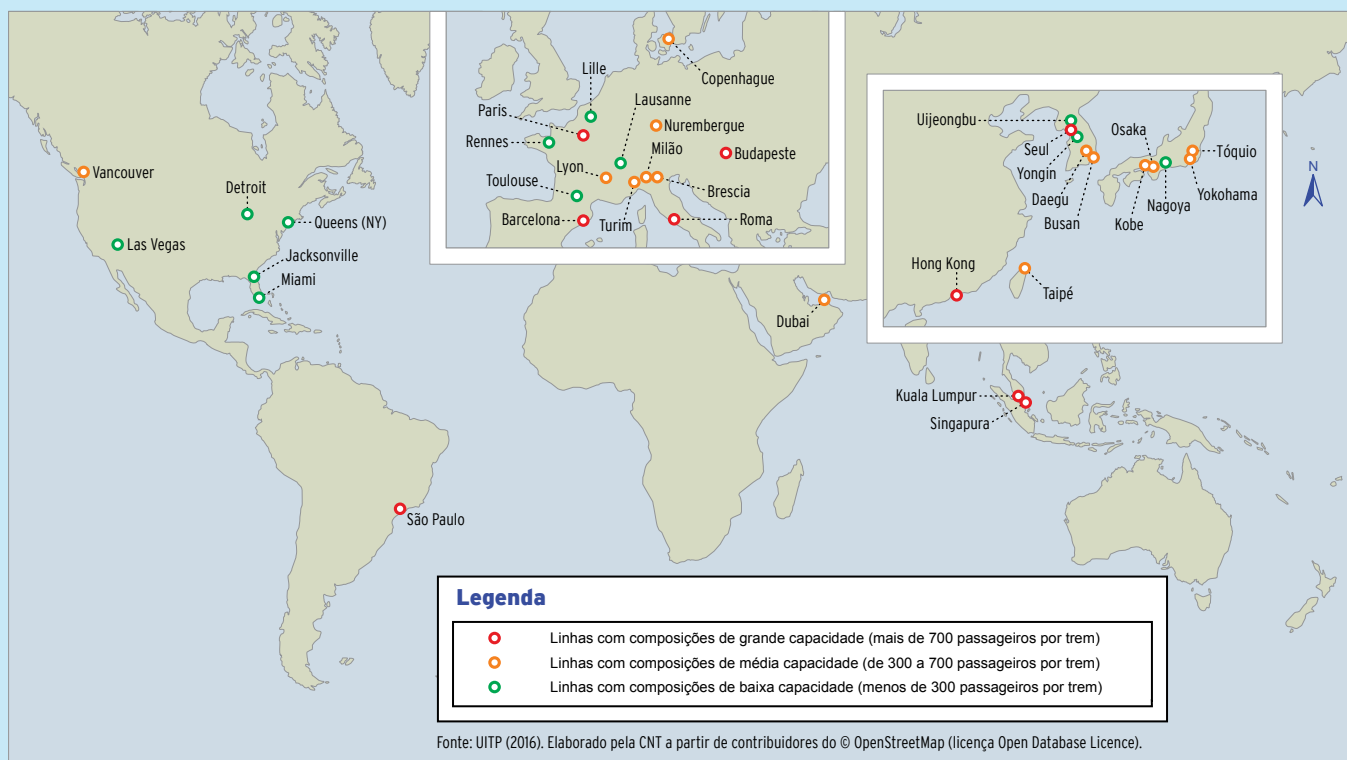 Vancouver
Detroit
Queens (NY)
Las Vegas
Jacksonville
Miami
São Paulo
Copenhague
Lille
Lausanne
Paris
Nurembergue
Rennes
Milão
Budapeste
Lyon
Toulouse
Brescia
Barcelona
Turim
Roma
Dubai
Uijeongbu
Osaka
Seul
Tóquio
Yongin
Daegu
Nagoya
Yokohama
Busan
Kobe
Hong Kong
Taipé
N
Kuala Lumpur
Singapura
Legenda
Linhas com composições de grande capacidade (mais de 700 passageiros por trem)
Linhas com composições de média capacidade (de 300 a 700 passageiros por trem)
Linhas com composições de baixa capacidade (menos de 300 passageiros por trem)
Fonte: UITP (2016). Elaborado pela CNT a partir de contribuidores do © OpenStreetMap (licença Open Database Licence).